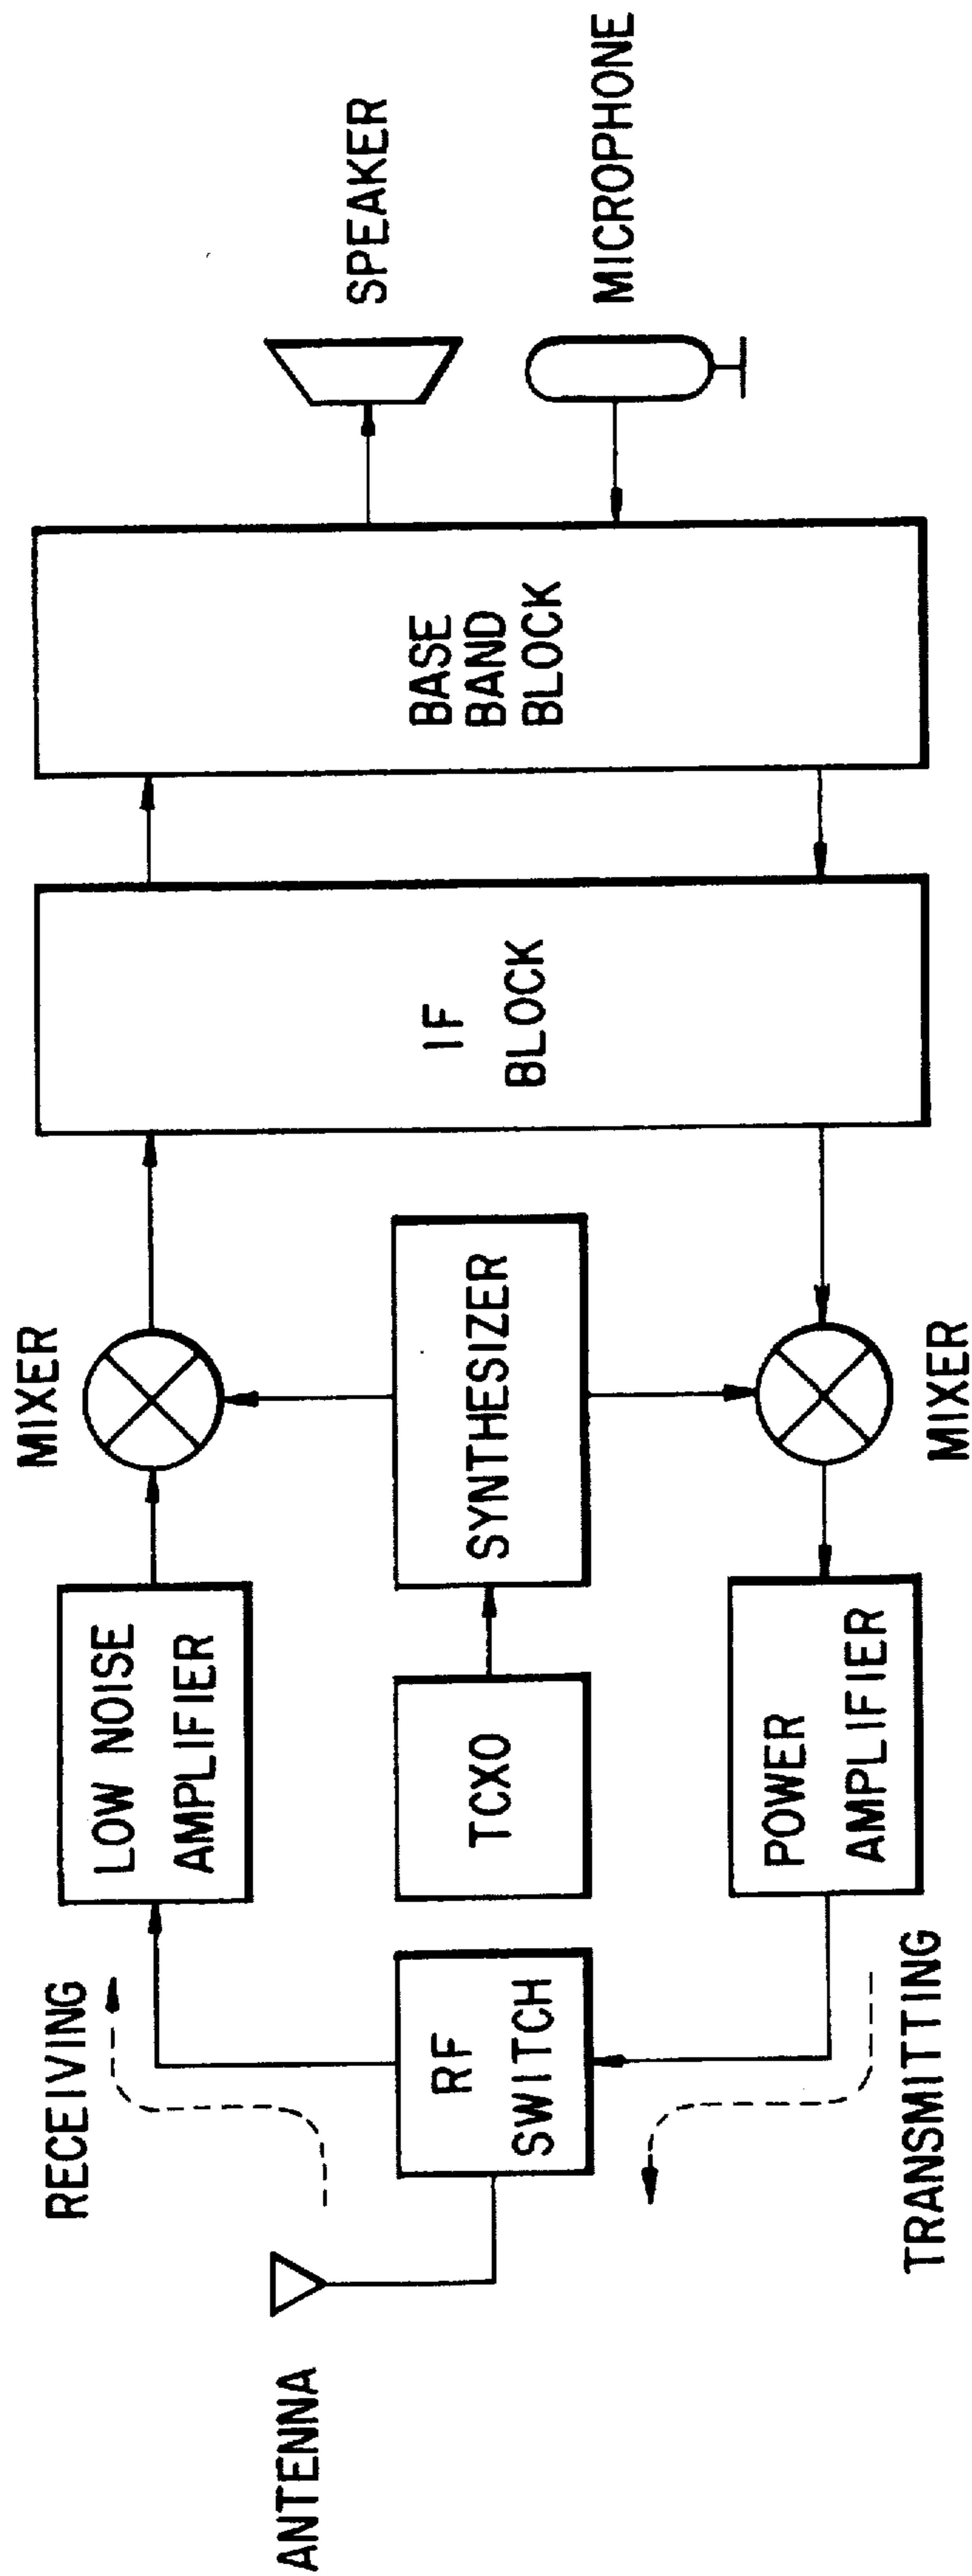 ANTENNA
RECEIVING
LOW NOISE
AMPLIFIER
MIXER
RF
SWITCH
TCXO
SYNTHESIZER
TRANSMITTING
POWER
AMPLIFIER
MIXER
IF
BLOCK
BASE
BAND
BLOCK
SPEAKER
MICROPHONE